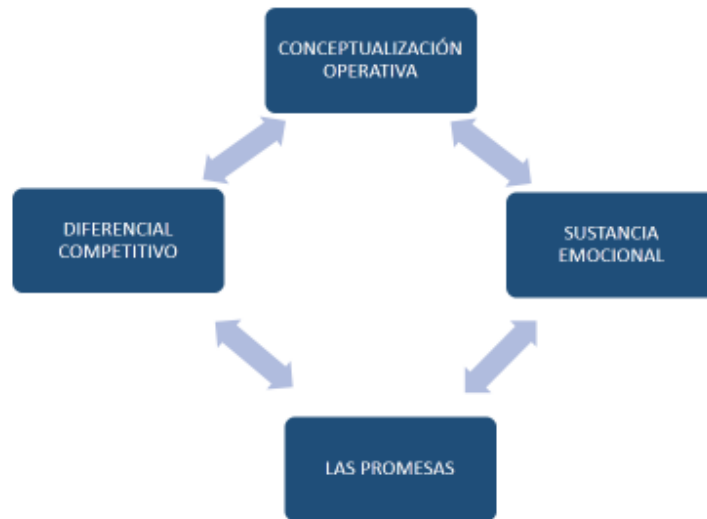 CONCEPTUALIZACIÓN
OPERATIVA
DIFERENCIAL
COMPETITIVO
SUSTANCIA
EMOCIONAL
LAS PROMESAS